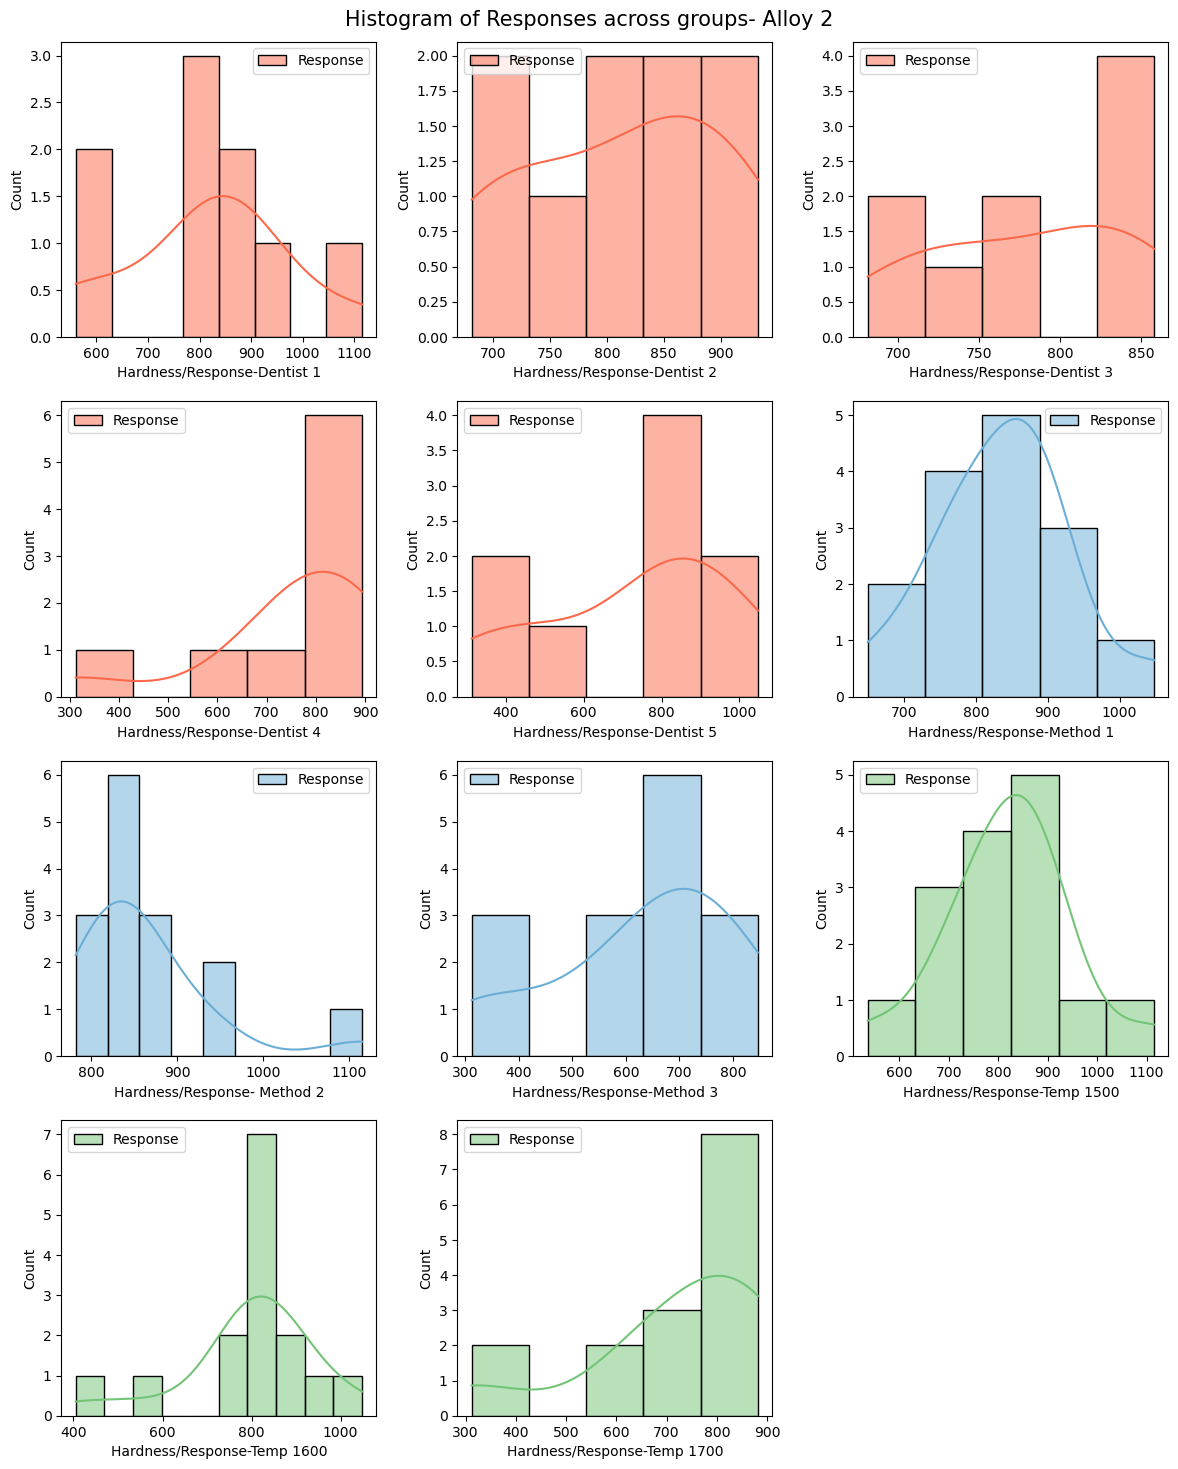 Histogram of Responses across groups- Alloy 2
3.0
2.5
2.0
1.5
1.0
0.5
0.0
Count
Response
600 700 800 900 1000 1100
Hardness/Response-Dentist 1
2.00
1.75
1.50
1.25
1.00
0.75
0.50
0.25
0.00
Count
Response
700 750 800 850 900
Hardness/Response-Dentist 2
4.0
3.5
3.0
2.5
2.0
1.5
1.0
0.5
0.0
Count
Response
700 750 800 850
Hardness/Response-Dentist 3
6
5
4
3
2
1
0
Count
Response
300 400 500 600 700 800 900
Hardness/Response-Dentist 4
4.0
3.5
3.0
2.5
2.0
1.5
1.0
0.5
0.0
Count
Response
400 600 800 1000
Hardness/Response-Dentist 5
5
4
3
2
1
0
Count
Response
700 800 900 1000
Hardness/Response-Method 1
6
5
4
3
2
1
0
Count
Response
800 900 1000 1100
Hardness/Response- Method 2
6
5
4
3
2
1
0
Count
Response
300 400 500 600 700 800
Hardness/Response-Method 3
5
4
3
2
1
0
Count
Response
600 700 800 900 1000 1100
Hardness/Response-Temp 1500
7
6
5
4
3
2
1
0
Count
Response
400 600 800 1000
Hardness/Response-Temp 1600
8
7
6
5
4
3
2
1
0
Count
Response
300 400 500 600 700 800 900
Hardness/Response-Temp 1700